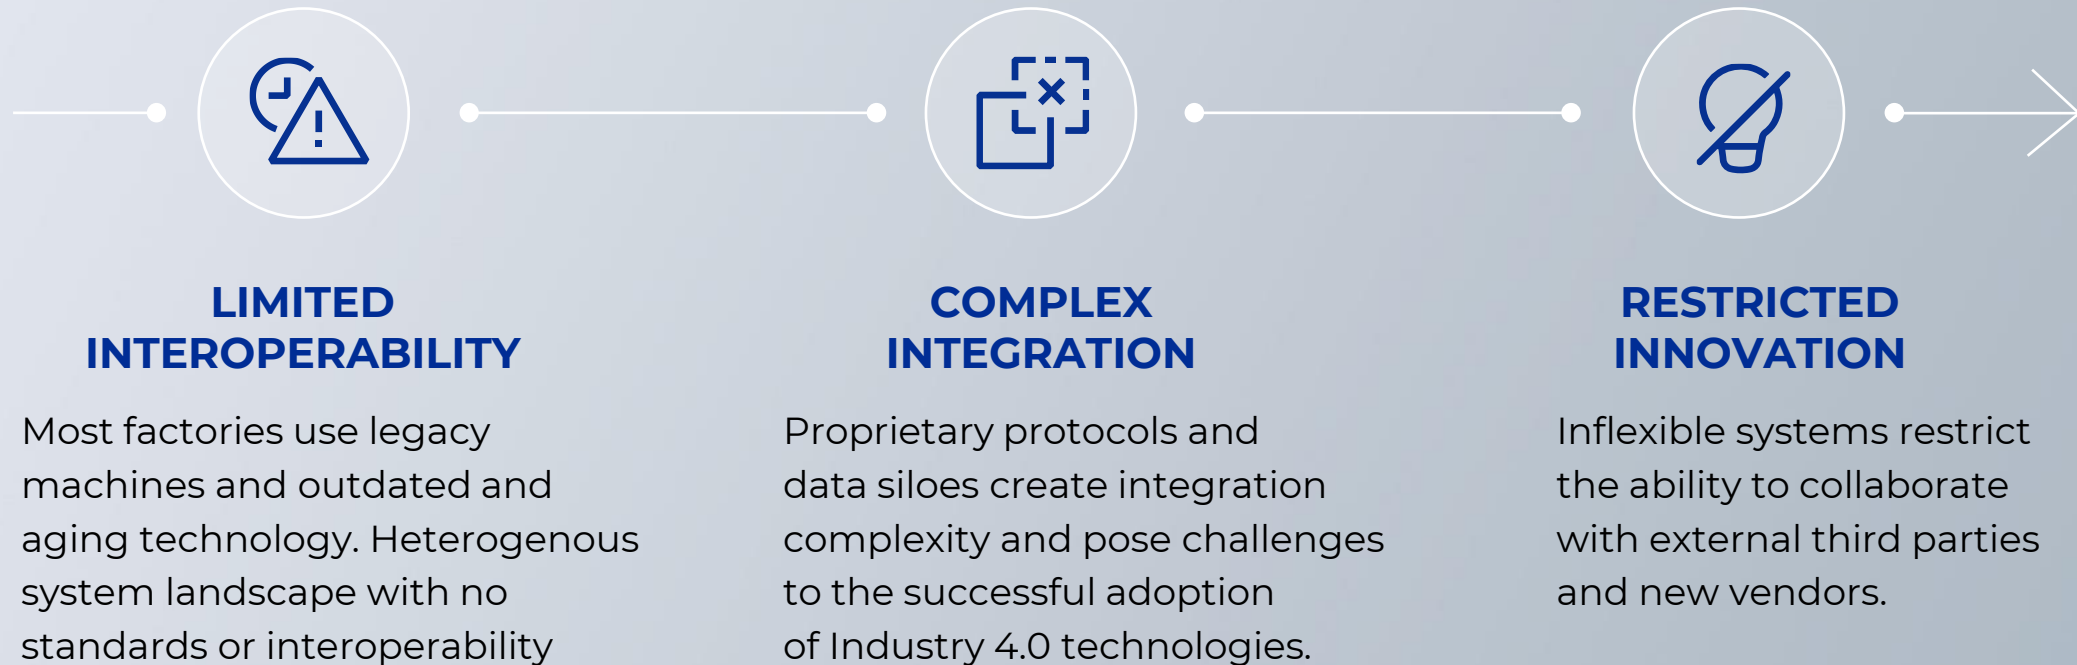 LIMITED
INTEROPERABILITY
Most factories use legacy
machines and outdated and
aging technology. Heterogenous
system landscape with no
standards or interoperability
COMPLEX
INTEGRATION
Proprietary protocols and
data siloes create integration
complexity and pose challenges
to the successful adoption
of Industry 4.0 technologies.
RESTRICTED
INNOVATION
Inflexible systems restrict
the ability to collaborate
with external third parties
and new vendors.